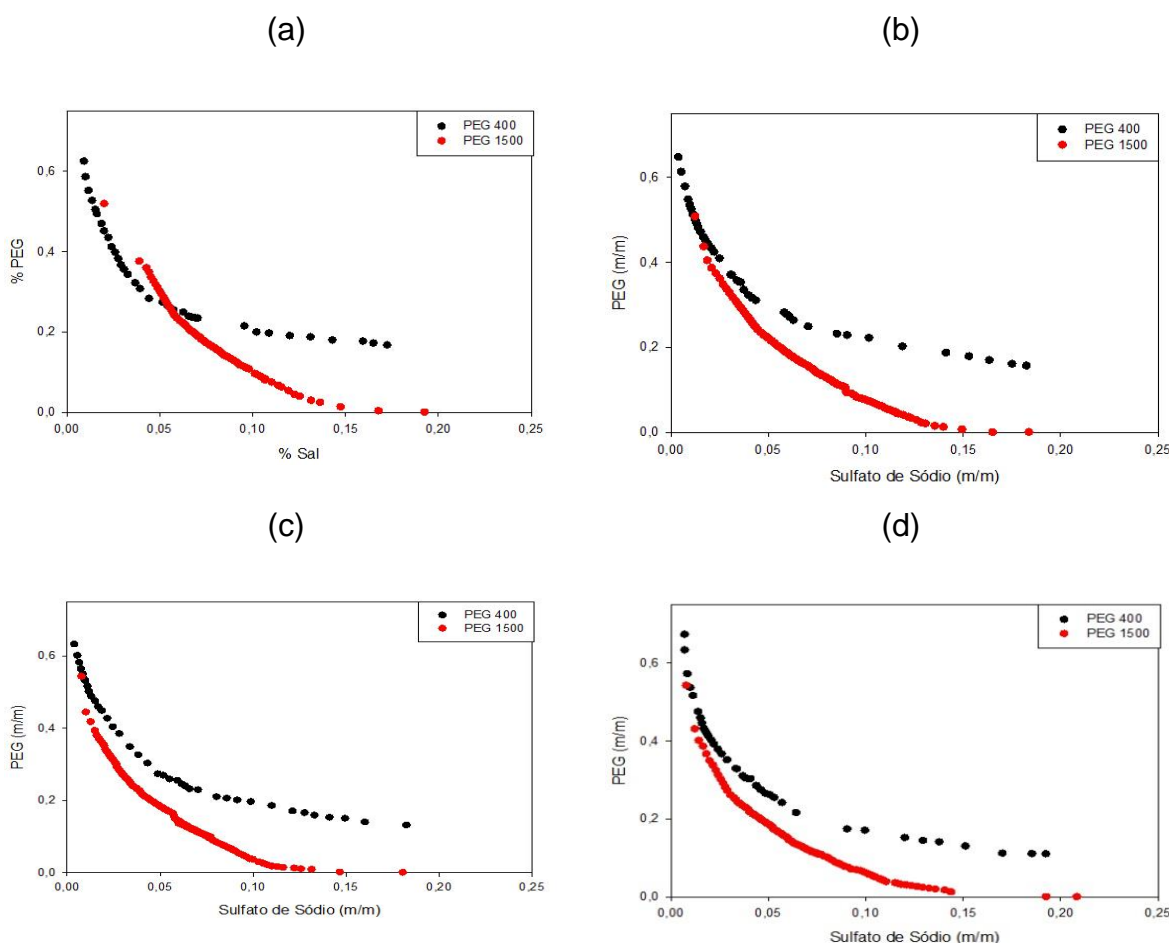 (a)
PEG 400
PEG 1500
0,6
0,4
0,2
0,0
% PEG
0,00 0,05 0,10 0,15 0,20 0,25
% Sal
(b)
PEG 400
PEG 1500
0,6
0,4
0,2
0,0
PEG (m/m)
0,00 0,05 0,10 0,15 0,20 0,25
Sulfato de Sódio (m/m)
(c)
PEG 400
PEG 1500
0,6
0,4
0,2
0,0
PEG (m/m)
0,00 0,05 0,10 0,15 0,20 0,25
Sulfato de Sódio (m/m)
(d)
PEG 400
PEG 1500
0,6
0,4
0,2
0,0
PEG (m/m)
0,00 0,05 0,10 0,15 0,20 0,25
Sulfato de Sódio (m/m)